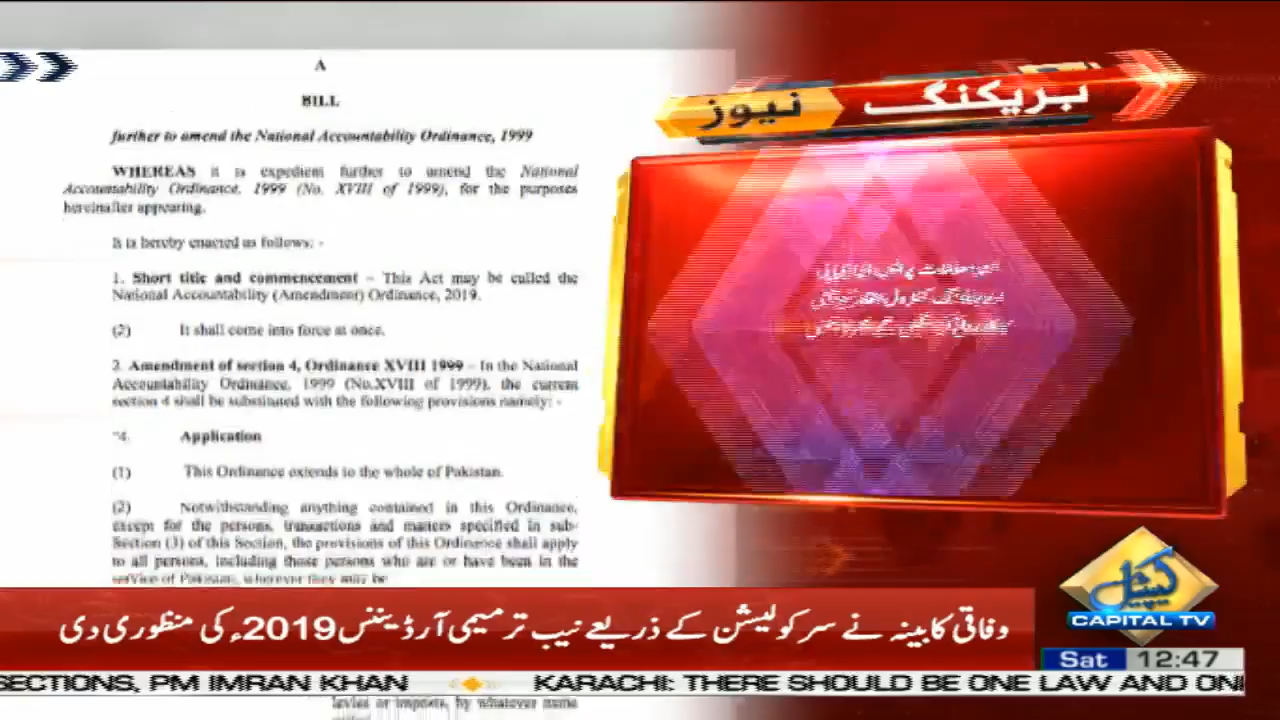 A
BILL
further to amend the National Accountability Ordinance, 1999
WHEREAS it is expedient further to amend the National
Accountability Ordinance, 1999 (No. XVIII of 1999), for the purposes
hereinafter appearing.
It is hereby enacted as follows: -
1. Short title and commencement – This Act may be called the
National Accountability (Amendment) Ordinance, 2019.
(2) It shall come into force at once.
2. Amendment of section 4, Ordinance XVIII 1999 – In the National
Accountability Ordinance, 1999 (No.XVIII of 1999), the current
section 4 shall be substituted with the following provisions namely: -
"4. Application
(1) This Ordinance extends to the whole of Pakistan.
(2) Notwithstanding anything contained in this Ordinance,
except for the persons, transactions and matters specified in sub-
Section (3) of this Section, the provisions of this Ordinance shall apply
to all persons, including those persons who are or have been in the
service of Pakistan, wherever they may be
بریکنگ نیوز
کیپیٹل
CAPITAL TV
وفاقی کابینہ نے سرکولیشن کے ذریعے نیب ترمیمی آرڈیننس 2019ء کی منظوری دی
Sat 12:47
SECTIONS, PM IMRAN KHAN KARACHI: THERE SHOULD BE ONE LAW AND ONE
levies or imposts, by whatever name